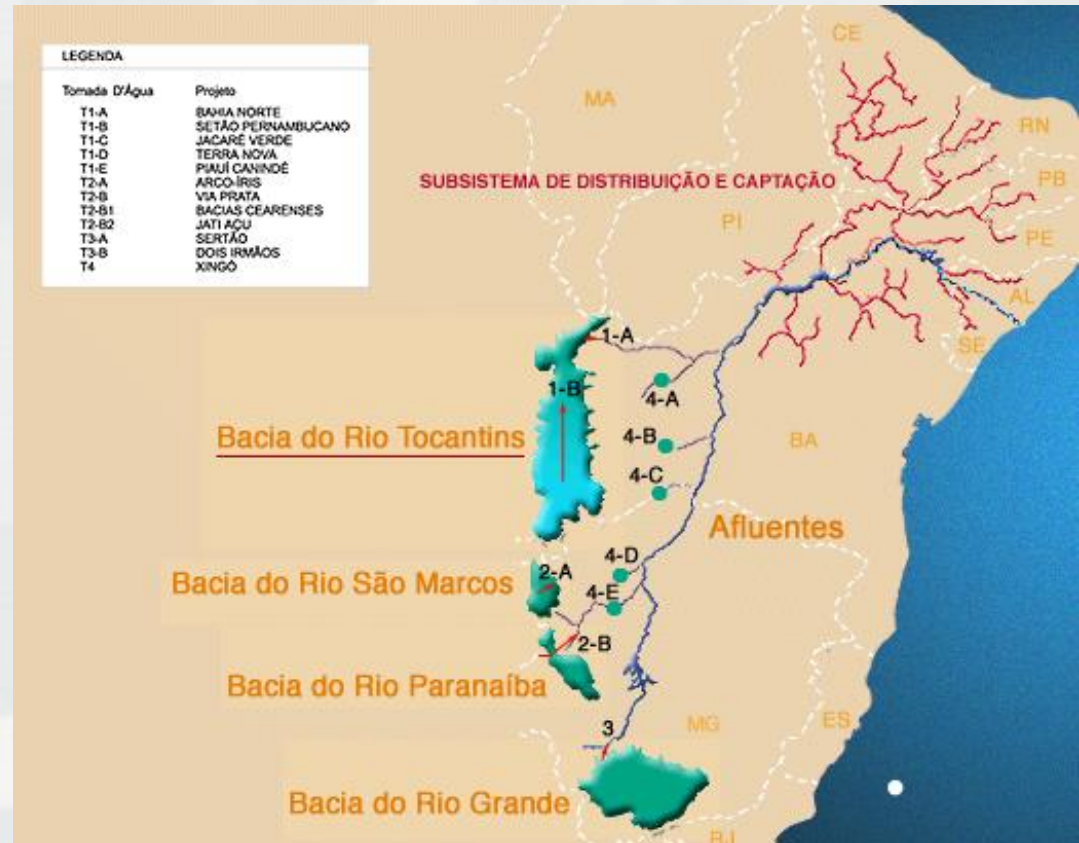 LEGENDA
Tomada D'Água Projeto
T1-A BAHIA NORTE
T1-B SETÃO PERNAMBUCANO
T1-C JACARÉ VERDE
T1-D TERRA NOVA
T1-E PIAUÍ CANINDÉ
T2-A ARCO-ÍRIS
T2-B VIA PRATA
T2-B1 BACIAS CEARENSES
T2-B2 JATI AÇU
T3-A SERTÃO
T3-B DOIS IRMÃOS
T4 XINGÓ
CE
MA
RN
SUBSISTEMA DE DISTRIBUIÇÃO E CAPTAÇÃO
PB
PI
PE
AL
SE
1-A
1-B
4-A
Bacia do Rio Tocantins
4-B
BA
4-C
Afluentes
4-D
Bacia do Rio São Marcos
2-A
4-E
2-B
Bacia do Rio Paranaíba
3
MG
ES
Bacia do Rio Grande
RJ